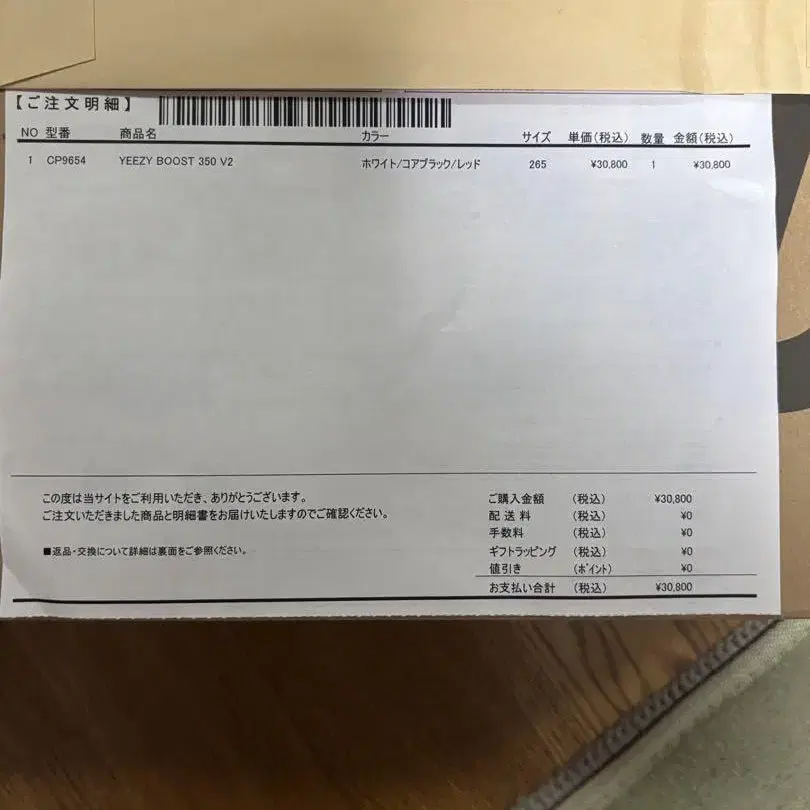 【ご注文明細】
NO 型番 商品名 カラー サイズ 単価(税込) 数量 金額(税込)
1 CP9654 YEEZY BOOST 350 V2 ホワイト/コアブラック/レッド 265 ¥30,800 1 ¥30,800
この度は当サイトをご利用いただき、ありがとうございます。
ご注文いただきました商品と明細書をお届けいたしますのでご確認ください。
■返品・交換について詳細は裏面をご参照ください。
ご購入金額 (税込) ¥30,800
配送料 (税込) ¥0
手数料 (税込) ¥0
ギフトラッピング (税込) ¥0
値引き (ポイント) ¥0
お支払い合計 (税込) ¥30,800